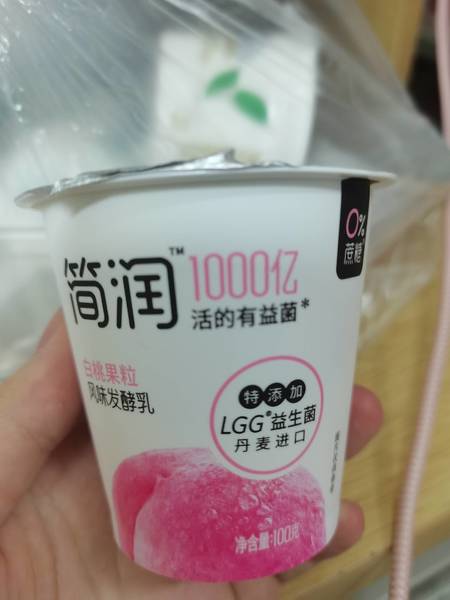 0%
蔗糖
简润™
1000亿
活的有益菌*
白桃果粒
风味发酵乳
特添加
LGG®益生菌
丹麦进口
净含量:100克